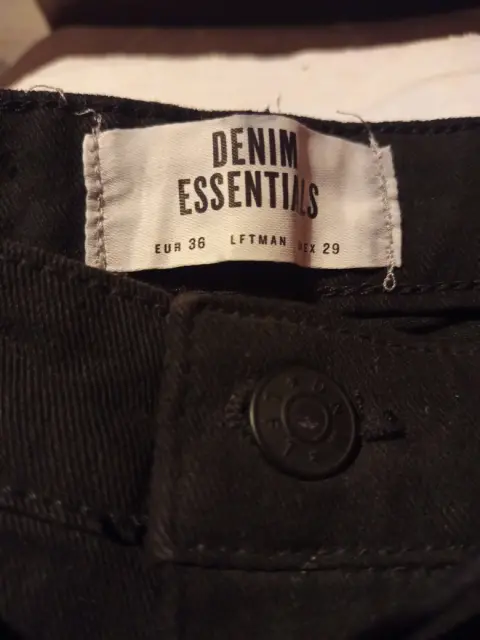 DENIM
ESSENTIALS
EUR 36 LFTMAN MEX 29